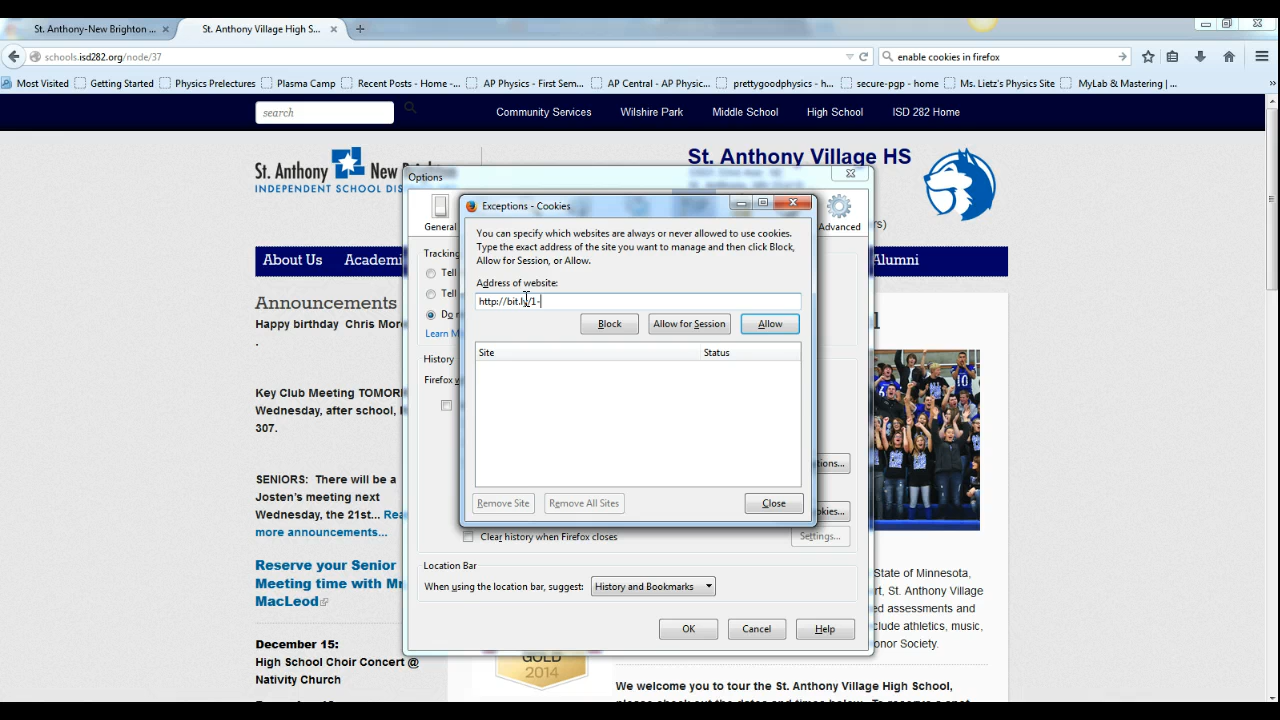 St. Anthony-New Brighton ...
St. Anthony Village High S...
schools.isd282.org/node/37
enable cookies in firefox
Most Visited
Getting Started
Physics Prelectures
Plasma Camp
Recent Posts - Home -...
AP Physics - First Sem...
AP Central - AP Physic...
prettygoodphysics - h...
secure-pgp - home
Ms. Lietz's Physics Site
MyLab & Mastering | ...
search
Community Services
Wilshire Park
Middle School
High School
ISD 282 Home
St. Anthony
INDEPENDENT SCHOOL DIS
St. Anthony Village HS
About Us
Academi
Alumni
Options
General
Advanced
Tracking
Tell
Tell
Do n
Learn M
History
Firefox w
Exceptions - Cookies
You can specify which websites are always or never allowed to use cookies.
Type the exact address of the site you want to manage and then click Block,
Allow for Session, or Allow.
Address of website:
http://bit.ly/1-
Block
Allow for Session
Allow
Site
Status
Remove Site
Remove All Sites
Close
ions...
okies...
Clear history when Firefox closes
Settings...
Location Bar
When using the location bar, suggest:
History and Bookmarks
OK
Cancel
Help
Announcements
Happy birthday Chris More
.
Key Club Meeting TOMOR
Wednesday, after school, 
307.
SENIORS: There will be a
Josten's meeting next
Wednesday, the 21st... Rea
more announcements...
Reserve your Senior
Meeting time with Mr
MacLeod
December 15:
High School Choir Concert @
Nativity Church
State of Minnesota,
rt, St. Anthony Village
ed assessments and
clude athletics, music,
onor Society.
GOLD
2014
We welcome you to tour the St. Anthony Village High School,